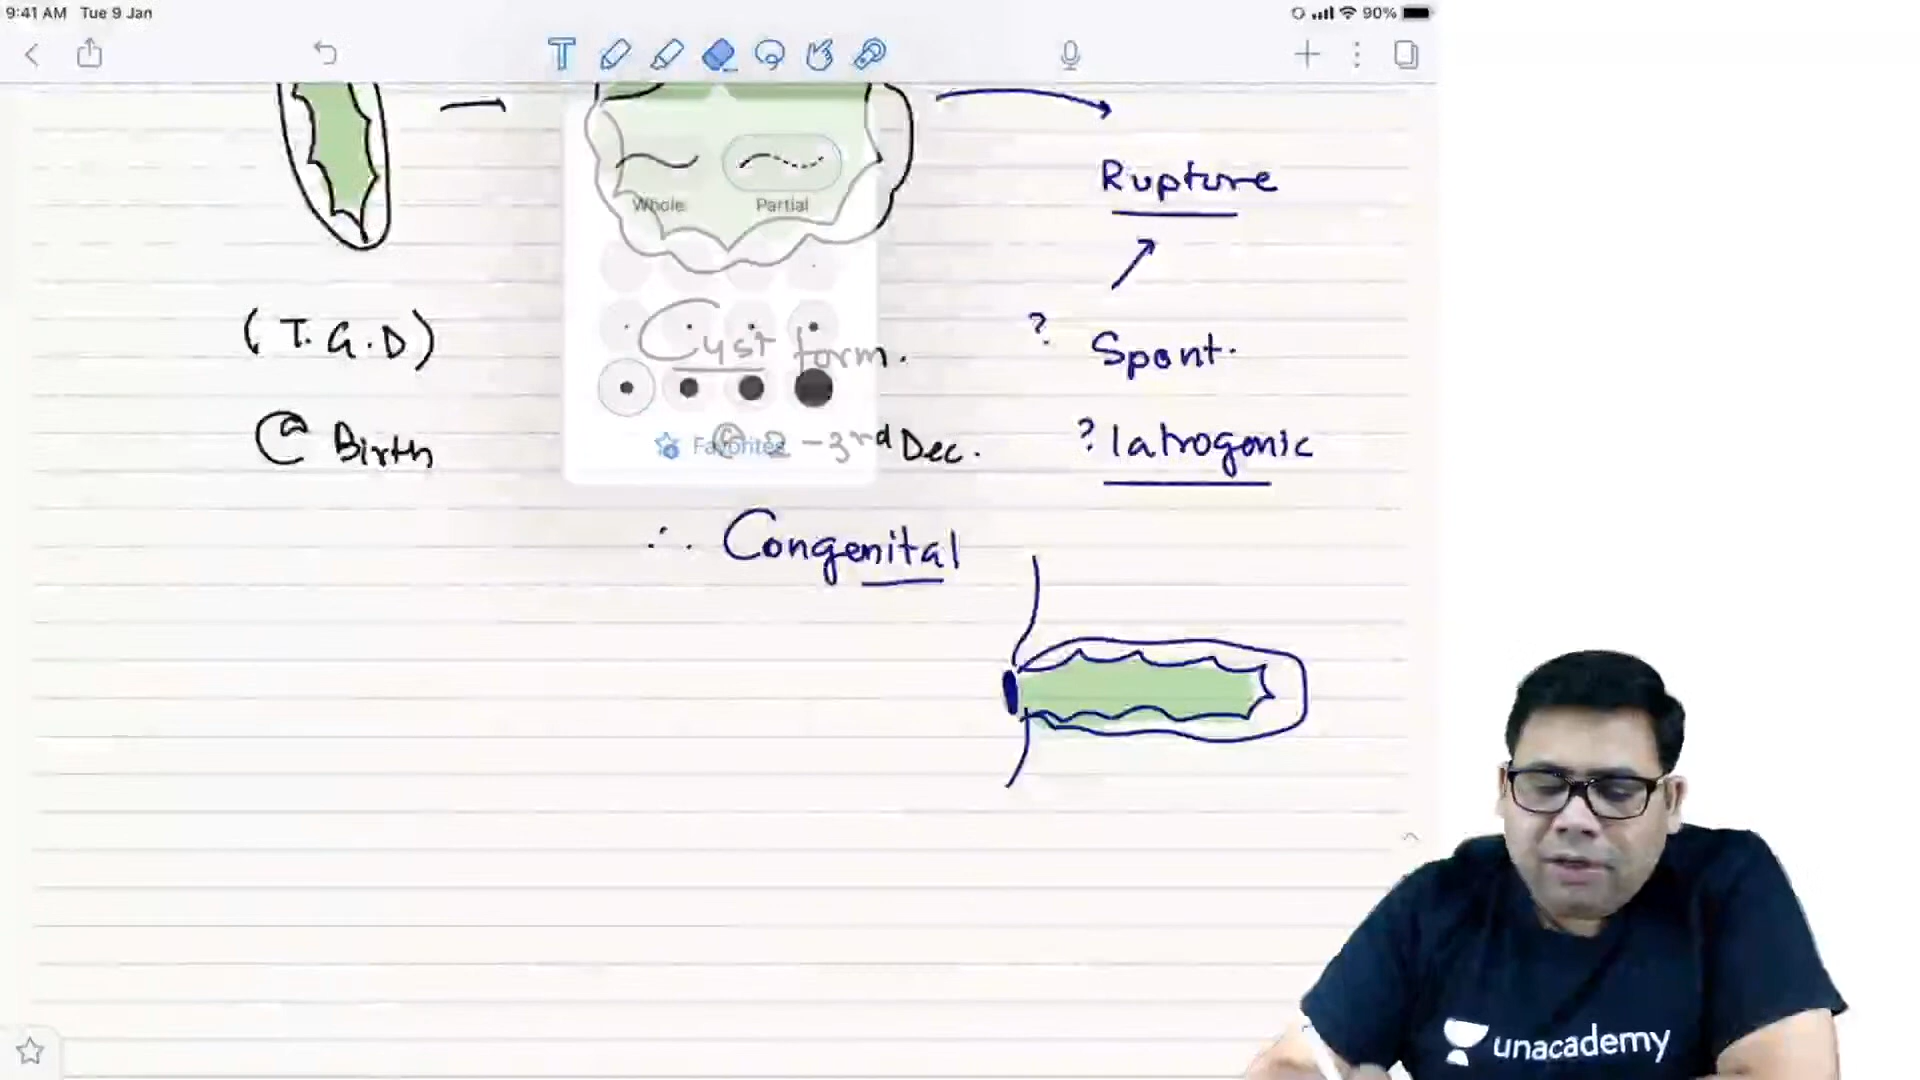 9:41 AM Tue 9 Jan
90%
T
Whole
Partial
Rupture
(T.G.D)
Cyst form.
? Spont.
@ Birth
Favorites
@ 2-3rd Dec.
? Iatrogenic
∴ Congenital
unacademy